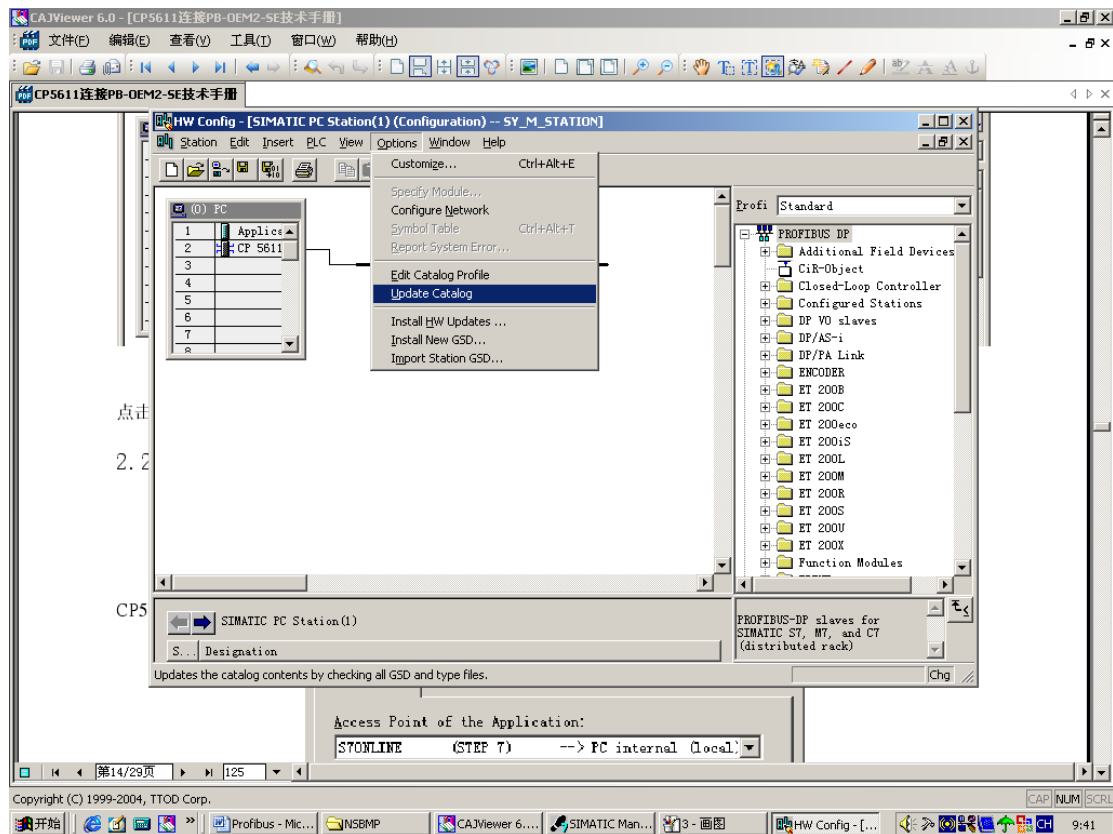 CAJViewer 6.0 - [CP5611连接PB-OEM2-SE技术手册]
文件(F) 编辑(E) 查看(V) 工具(T) 窗口(W) 帮助(H)
CP5611连接PB-OEM2-SE技术手册
HW Config - [SIMATIC PC Station(1) (Configuration) -- SY_M_STATION]
Station Edit Insert PLC View Options Window Help
Customize... Ctrl+Alt+E
Specify Module...
Configure Network
Symbol Table Ctrl+Alt+T
Report System Error...
Edit Catalog Profile
Update Catalog
Install HW Updates ...
Install New GSD...
Import Station GSD...
(0) PC
1 Applica
2 CP 5611
3
4
5
6
7
8
Profi Standard
PROFIBUS DP
Additional Field Devices
CiR-Object
Closed-Loop Controller
Configured Stations
DP V0 slaves
DP/AS-i
DP/PA Link
ENCODER
ET 200B
ET 200C
ET 200eco
ET 200iS
ET 200L
ET 200M
ET 200R
ET 200S
ET 200U
ET 200X
Function Modules
点击
2.2
CP5
SIMATIC PC Station(1)
S... Designation
PROFIBUS-DP slaves for
SIMATIC S7, M7, and C7
(distributed rack)
Updates the catalog contents by checking all GSD and type files.
Chg
Access Point of the Application:
S7ONLINE (STEP 7) --> PC internal (local)
第14/29页 125
Copyright (C) 1999-2004, TTOD Corp.
CAP NUM SCRL
开始 Profibus - Mic... NSBMP CAJViewer 6.... SIMATIC Man... 3 - 画图 HW Config - [... CH 9:41